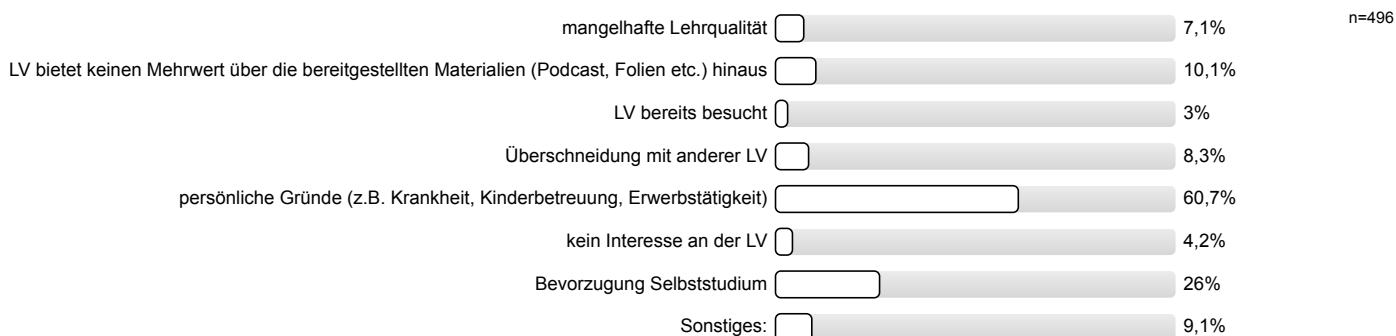 mangelhafte Lehrqualität 7,1% n=496
LV bietet keinen Mehrwert über die bereitgestellten Materialien (Podcast, Folien etc.) hinaus 10,1%
LV bereits besucht 3%
Überschneidung mit anderer LV 8,3%
persönliche Gründe (z.B. Krankheit, Kinderbetreuung, Erwerbstätigkeit) 60,7%
kein Interesse an der LV 4,2%
Bevorzugung Selbststudium 26%
Sonstiges: 9,1%